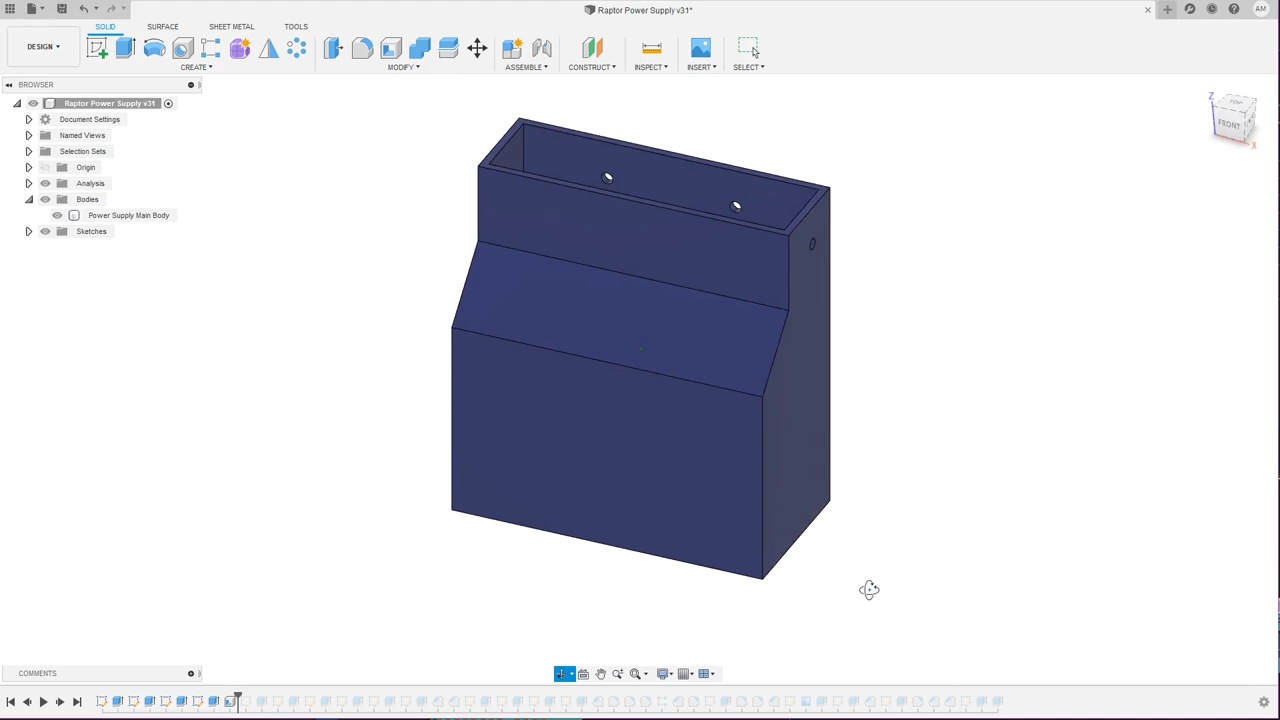 Raptor Power Supply v31*
AM
DESIGN
SOLID SURFACE SHEET METAL TOOLS
CREATE MODIFY ASSEMBLE CONSTRUCT INSPECT INSERT SELECT
BROWSER
Raptor Power Supply v31
Document Settings
Named Views
Selection Sets
Origin
Analysis
Bodies
Power Supply Main Body
Sketches
Z
TOP
FRONT
X
COMMENTS